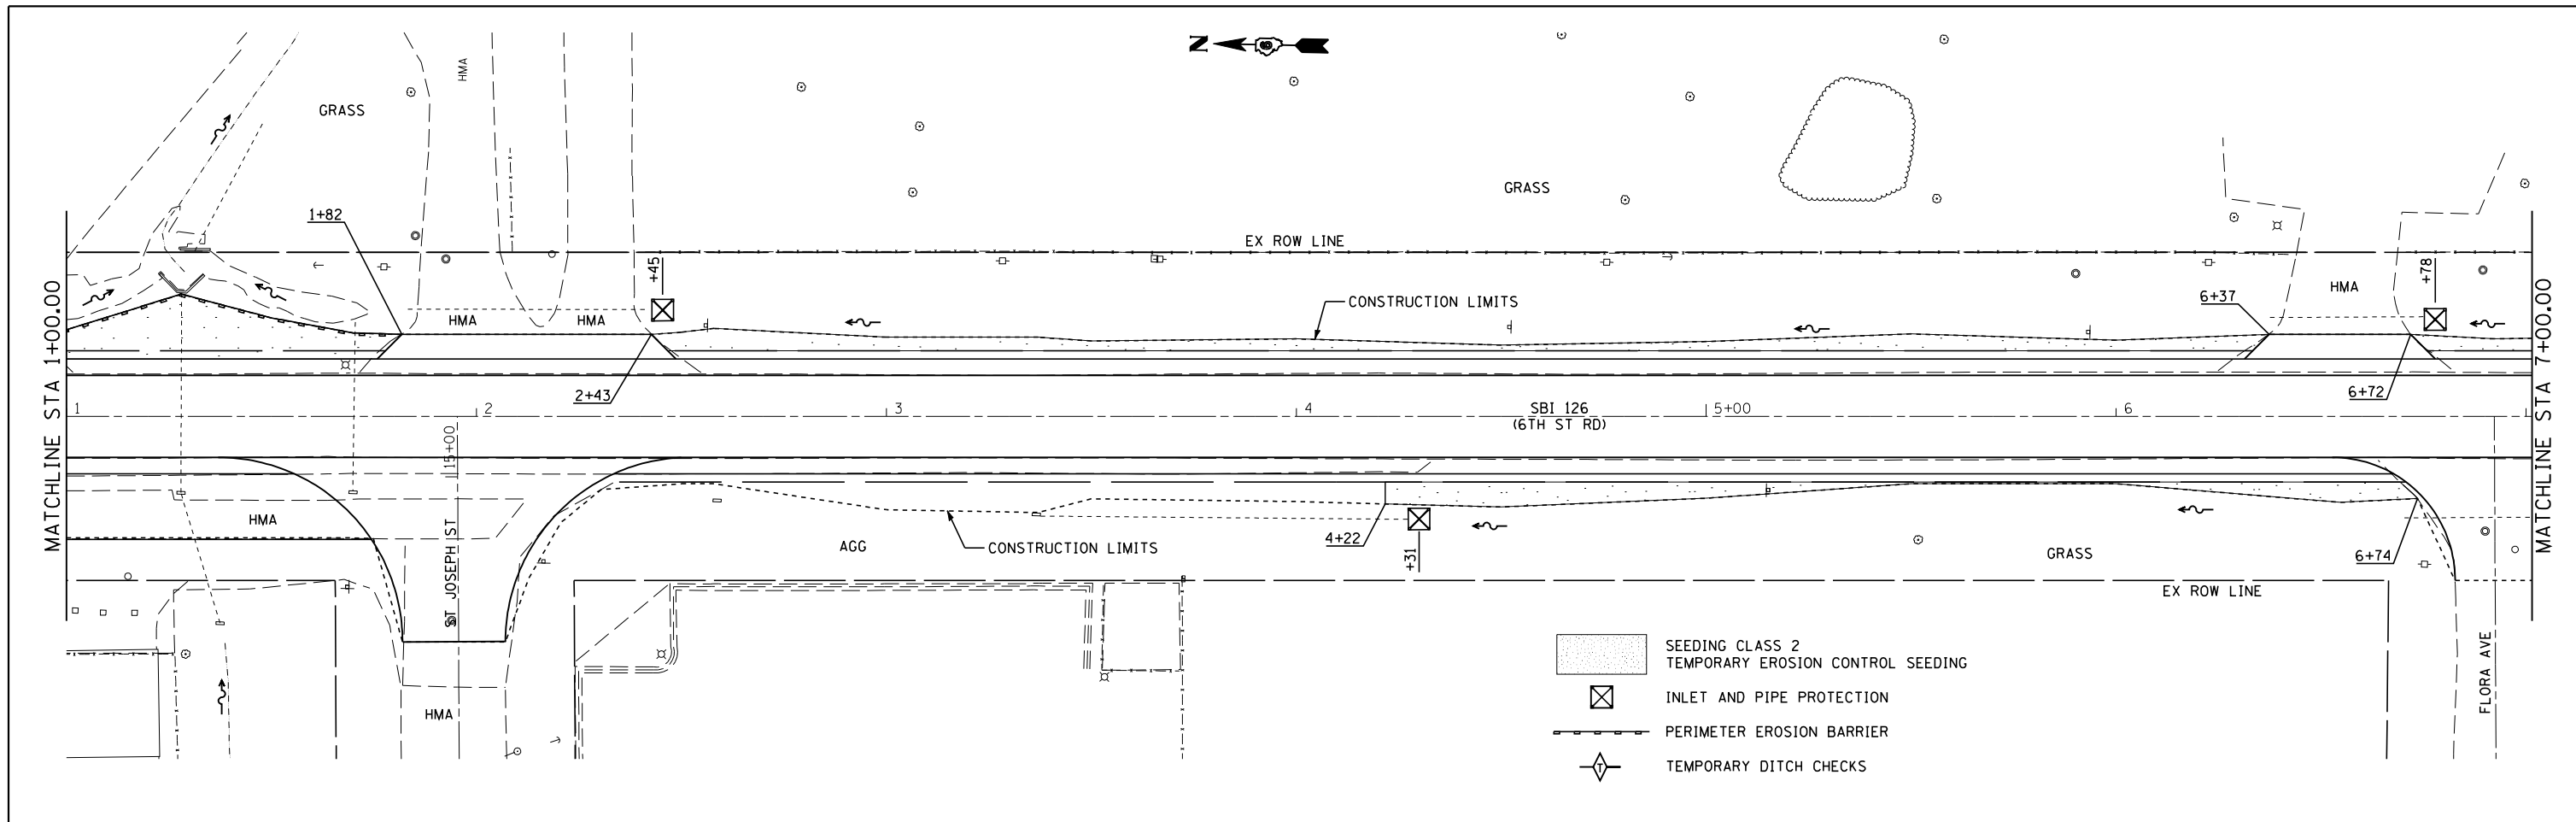 N
HMA
GRASS
GRASS
1+82
EX ROW LINE
+45
+78
6+37
HMA
CONSTRUCTION LIMITS
HMA
HMA
2+43
6+72
MATCHLINE STA 1+00.00
MATCHLINE STA 7+00.00
1
2
3
4
5+00
6
SBI 126
(6TH ST RD)
15+00
ST JOSEPH ST
HMA
AGG
CONSTRUCTION LIMITS
4+22
+31
GRASS
6+74
EX ROW LINE
FLORA AVE
HMA
SEEDING CLASS 2
TEMPORARY EROSION CONTROL SEEDING
INLET AND PIPE PROTECTION
PERIMETER EROSION BARRIER
T
TEMPORARY DITCH CHECKS